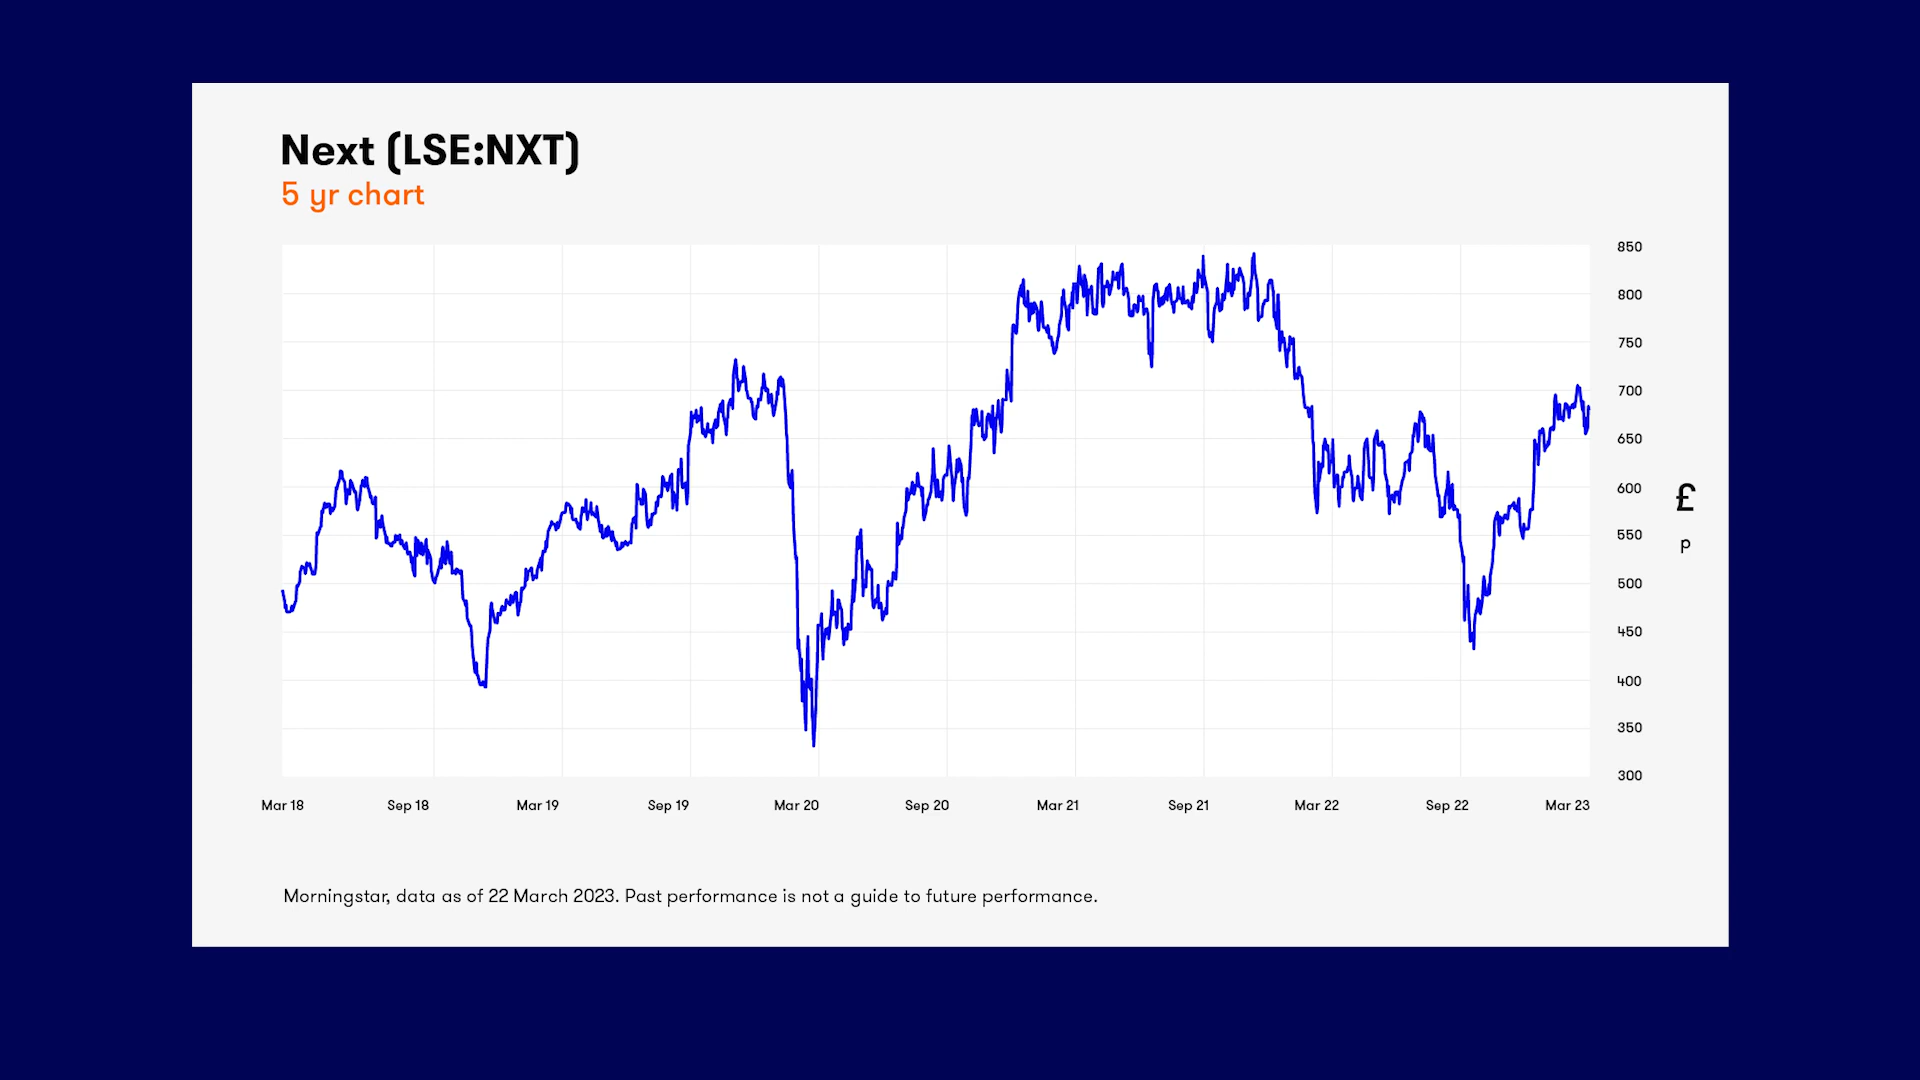 Next (LSE:NXT)
5 yr chart
850
800
750
700
650
600
550
500
450
400
350
300
£
p
Mar 18 Sep 18 Mar 19 Sep 19 Mar 20 Sep 20 Mar 21 Sep 21 Mar 22 Sep 22 Mar 23
Morningstar, data as of 22 March 2023. Past performance is not a guide to future performance.